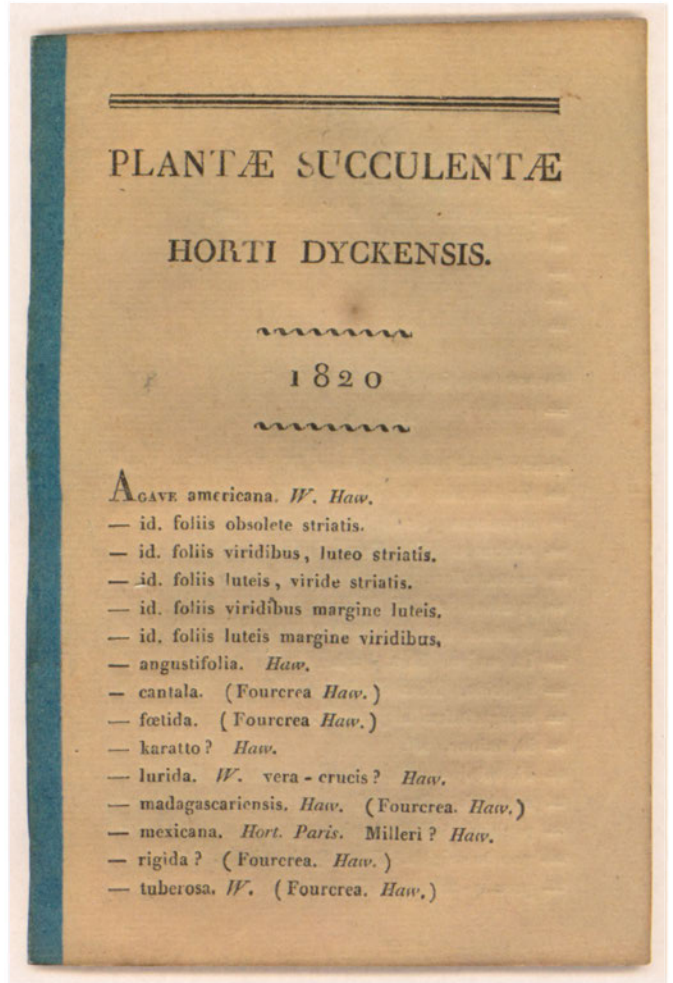 PLANTÆ SUCCULENTÆ
HORTI DYCKENSIS.
1820
AGAVE americana. W. Haw.
— id. foliis obsolete striatis.
— id. foliis viridibus, luteo striatis.
— id. foliis luteis, viride striatis.
— id. foliis viridibus margine luteis.
— id. foliis luteis margine viridibus,
— angustifolia. Haw.
— cantala. (Fourcrea Haw.)
— fœtida. (Fourcrea Haw.)
— karatto? Haw.
— lurida. W. vera-crucis? Haw.
— madagascariensis. Haw. (Fourcrea. Haw.)
— mexicana. Hort. Paris. Milleri? Haw.
— rigida? (Fourcrea. Haw.)
— tuberosa. W. (Fourcrea. Haw.)